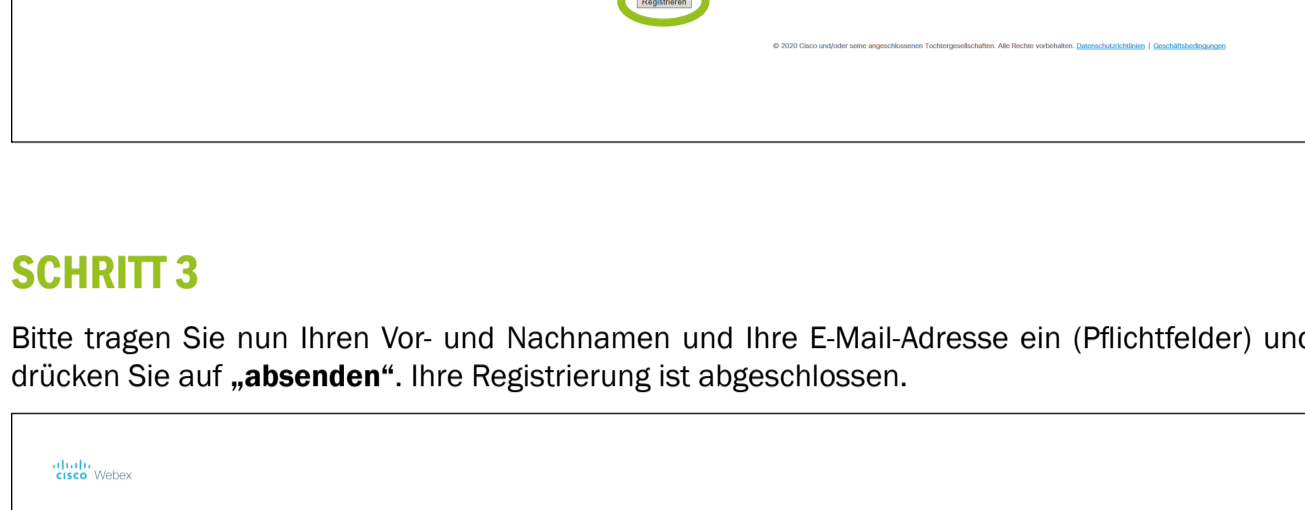 Registrieren
© 2020 Cisco und/oder seine angeschlossenen Tochtergesellschaften. Alle Rechte vorbehalten. Datenschutzrichtlinien | Geschäftsbedingungen
SCHRITT 3
Bitte tragen Sie nun Ihren Vor- und Nachnamen und Ihre E-Mail-Adresse ein (Pflichtfelder) und
drücken Sie auf „absenden“. Ihre Registrierung ist abgeschlossen.
CISCO Webex